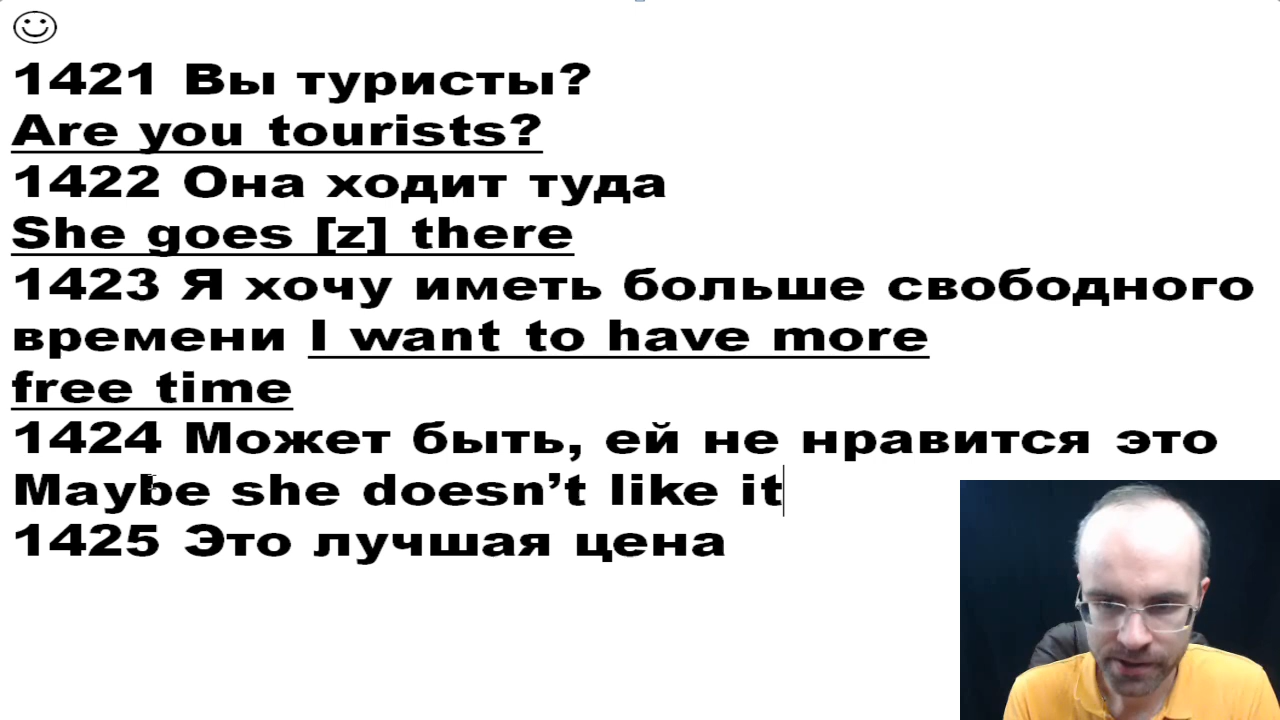 1421 Вы туристы?
Are you tourists?
1422 Она ходит туда
She goes [z] there
1423 Я хочу иметь больше свободного
времени I want to have more
free time
1424 Может быть, ей не нравится это
Maybe she doesn’t like it
1425 Это лучшая цена